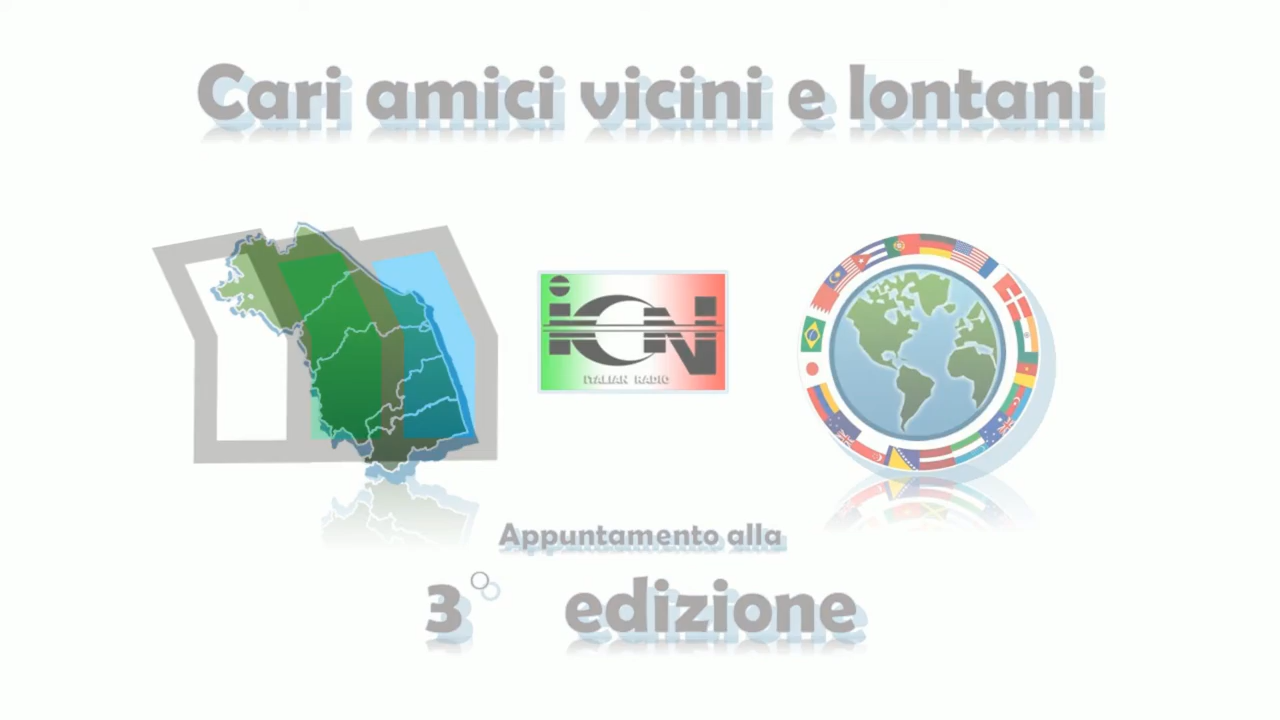 Cari amici vicini e lontani
iCN
ITALIAN RADIO
Appuntamento alla
3° edizione